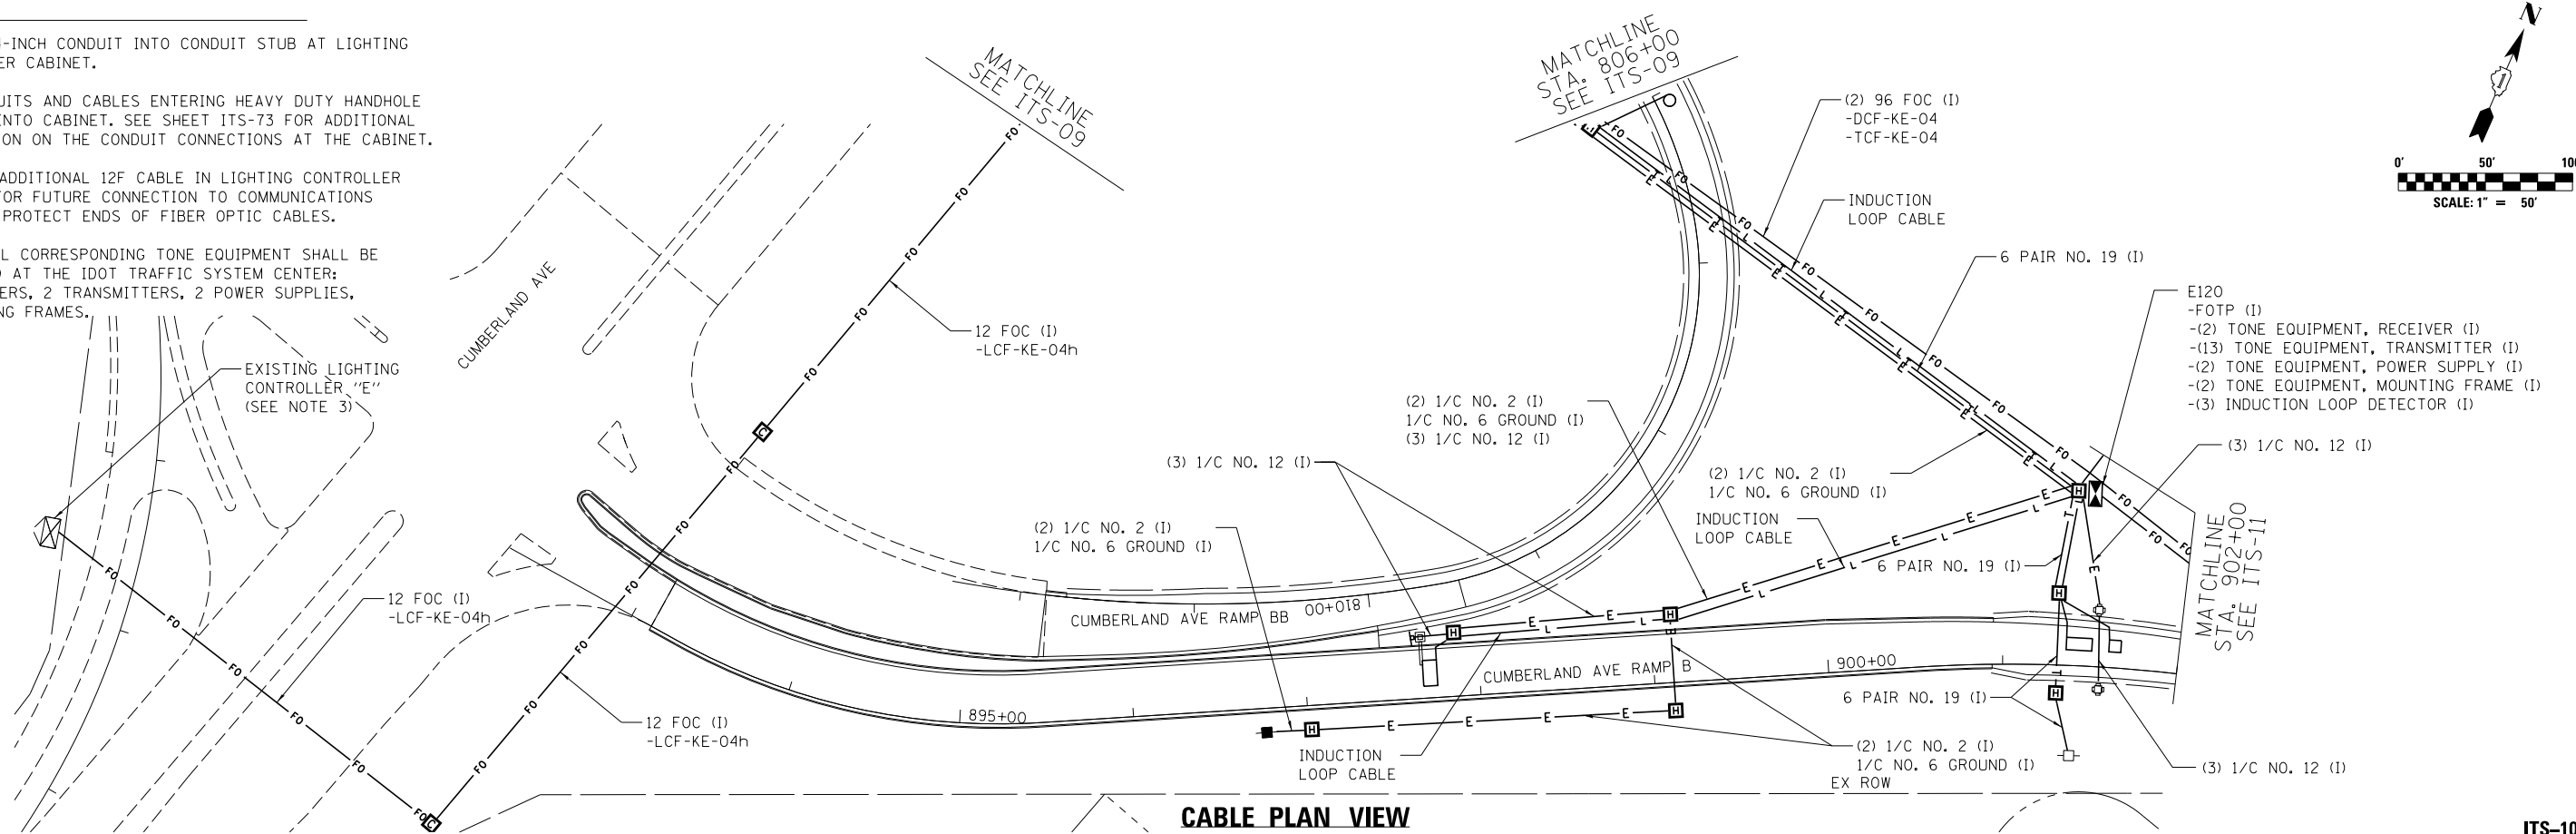 -INCH CONDUIT INTO CONDUIT STUB AT LIGHTING
ER CABINET.
UITS AND CABLES ENTERING HEAVY DUTY HANDHOLE
NTO CABINET. SEE SHEET ITS-73 FOR ADDITIONAL
ION ON THE CONDUIT CONNECTIONS AT THE CABINET.
ADDITIONAL 12F CABLE IN LIGHTING CONTROLLER
FOR FUTURE CONNECTION TO COMMUNICATIONS
PROTECT ENDS OF FIBER OPTIC CABLES.
L CORRESPONDING TONE EQUIPMENT SHALL BE
D AT THE IDOT TRAFFIC SYSTEM CENTER:
ERS, 2 TRANSMITTERS, 2 POWER SUPPLIES,
NG FRAMES.
EXISTING LIGHTING
CONTROLLER "E"
(SEE NOTE 3)
CUMBERLAND AVE
MATCHLINE
SEE ITS-09
12 FOC (I)
-LCF-KE-04h
12 FOC (I)
-LCF-KE-04h
12 FOC (I)
-LCF-KE-04h
MATCHLINE
STA. 806+00
SEE ITS-09
(2) 96 FOC (I)
-DCF-KE-04
-TCF-KE-04
INDUCTION
LOOP CABLE
6 PAIR NO. 19 (I)
E120
-FOTP (I)
-(2) TONE EQUIPMENT, RECEIVER (I)
-(13) TONE EQUIPMENT, TRANSMITTER (I)
-(2) TONE EQUIPMENT, POWER SUPPLY (I)
-(2) TONE EQUIPMENT, MOUNTING FRAME (I)
-(3) INDUCTION LOOP DETECTOR (I)
(2) 1/C NO. 2 (I)
1/C NO. 6 GROUND (I)
(3) 1/C NO. 12 (I)
(3) 1/C NO. 12 (I)
(2) 1/C NO. 2 (I)
1/C NO. 6 GROUND (I)
(3) 1/C NO. 12 (I)
(2) 1/C NO. 2 (I)
1/C NO. 6 GROUND (I)
INDUCTION
LOOP CABLE
6 PAIR NO. 19 (I)
CUMBERLAND AVE RAMP BB
810+00
CUMBERLAND AVE RAMP B
900+00
895+00
6 PAIR NO. 19 (I)
INDUCTION
LOOP CABLE
(2) 1/C NO. 2 (I)
1/C NO. 6 GROUND (I)
EX ROW
(3) 1/C NO. 12 (I)
MATCHLINE
STA. 902+00
SEE ITS-11
N
0' 50' 100
SCALE: 1" = 50'
CABLE PLAN VIEW
ITS-10